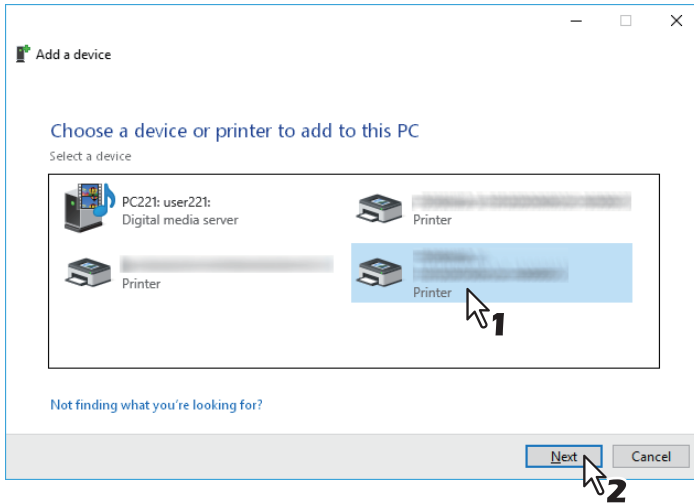 Add a device
Choose a device or printer to add to this PC
Select a device
PC221: user221:
Digital media server
Printer
Printer
Printer
1
Not finding what you're looking for?
Next
Cancel
2